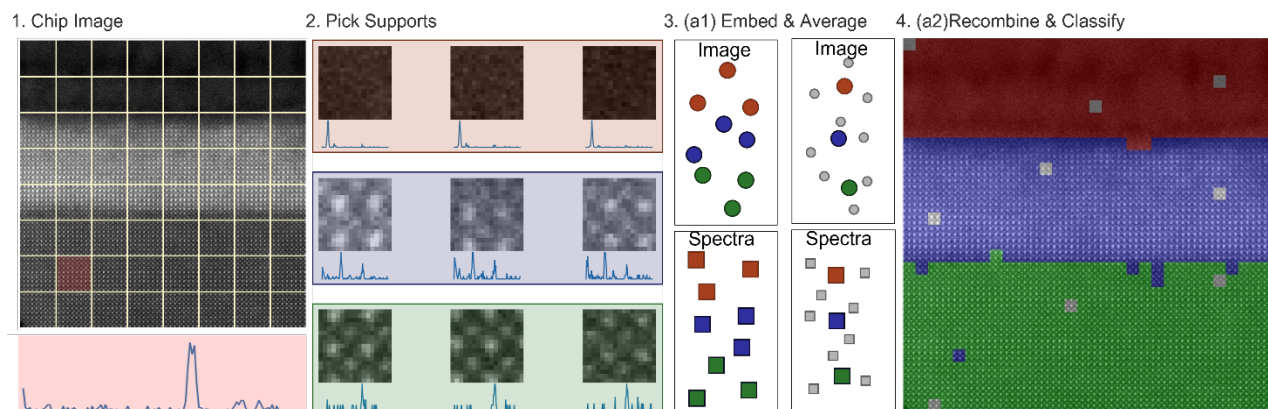 1. Chip Image
2. Pick Supports
3. (a1) Embed & Average
4. (a2)Recombine & Classify
Image
Image
Spectra
Spectra